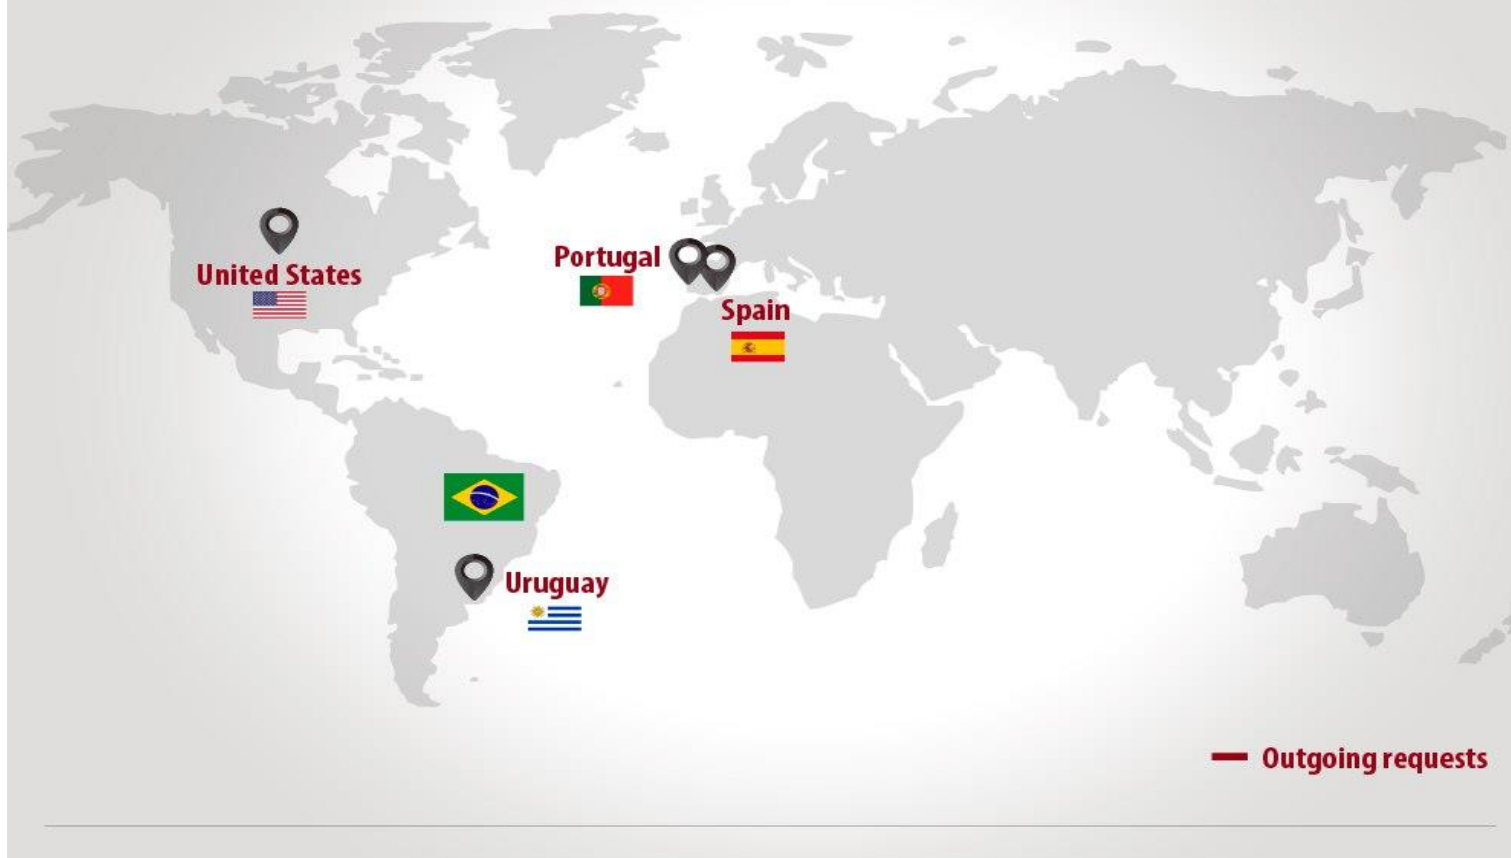 United States
Portugal
Spain
Uruguay
Outgoing requests